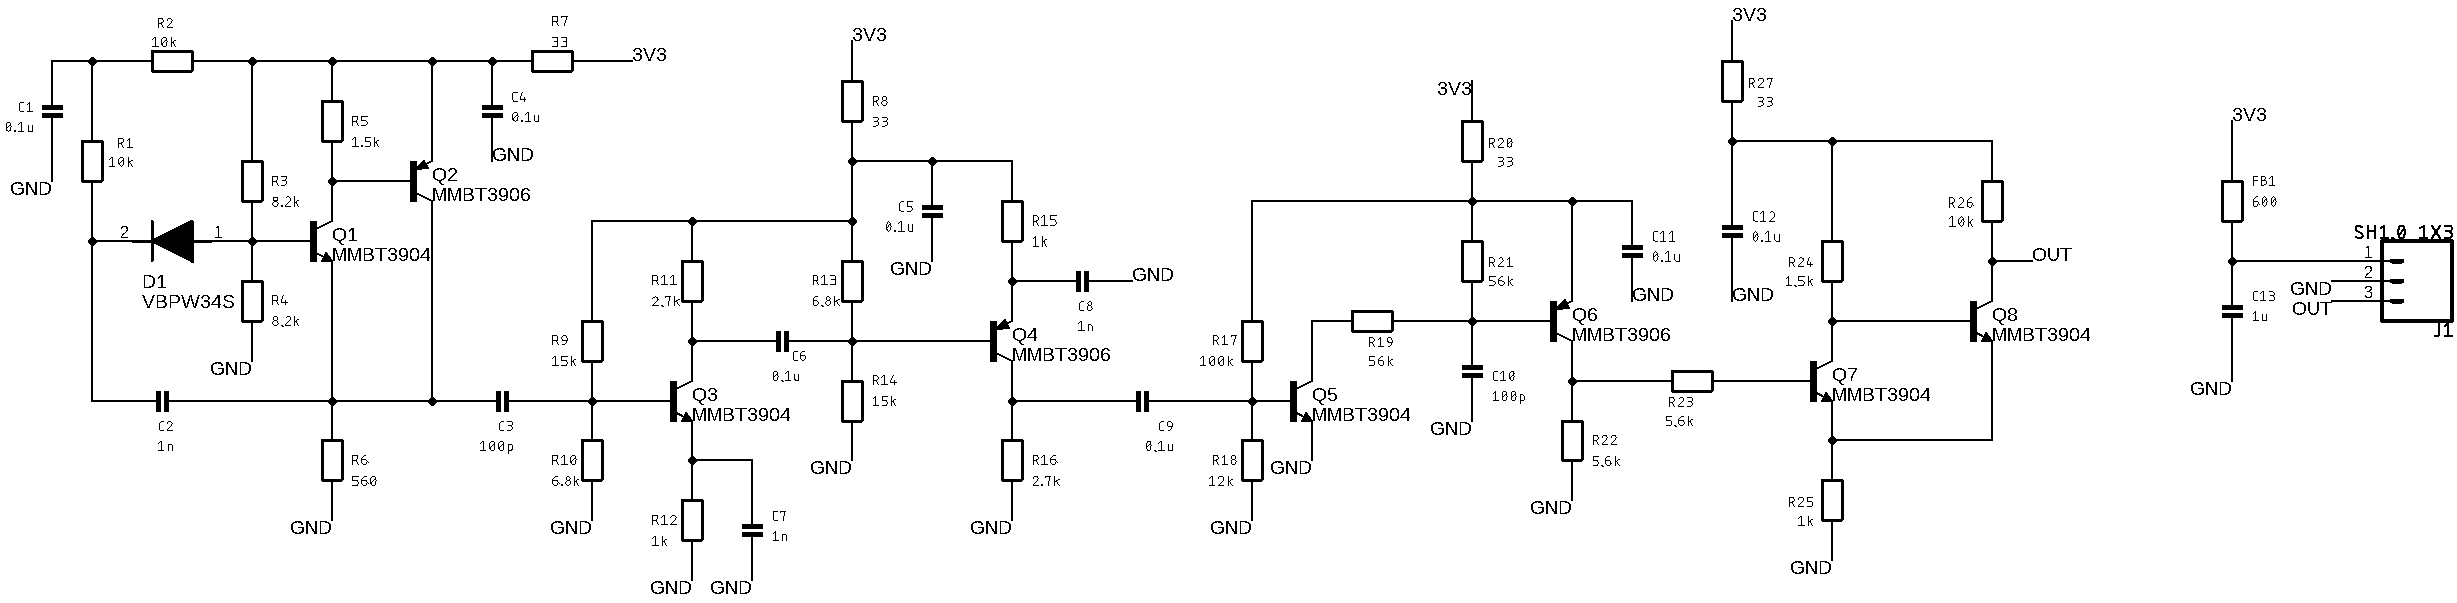 R2
10k
R7
33
3V3
C1
0.1u
GND
R1
10k
R3
8.2k
R5
1.5k
Q2
MMBT3906
C4
0.1u
GND
2
1
D1
VBPW34S
Q1
MMBT3904
R4
8.2k
GND
C2
1n
R6
560
GND
C3
100p
3V3
R8
33
C5
0.1u
GND
R15
1k
R11
2.7k
R13
6.8k
C8
1n
GND
R9
15k
C6
0.1u
Q4
MMBT3906
R14
15k
GND
Q3
MMBT3904
R10
6.8k
GND
R12
1k
GND
C7
1n
GND
R16
2.7k
GND
C9
0.1u
3V3
R20
33
R21
56k
C11
0.1u
GND
R17
100k
R19
56k
Q6
MMBT3906
C10
100p
GND
Q5
MMBT3904
R18
12k
GND
GND
R22
5.6k
GND
R23
5.6k
3V3
R27
33
C12
0.1u
GND
R24
1.5k
R26
10k
OUT
Q8
MMBT3904
Q7
MMBT3904
R25
1k
GND
3V3
FB1
600
SH1.0 1X3
1
2
3
GND
OUT
J1
C13
1u
GND